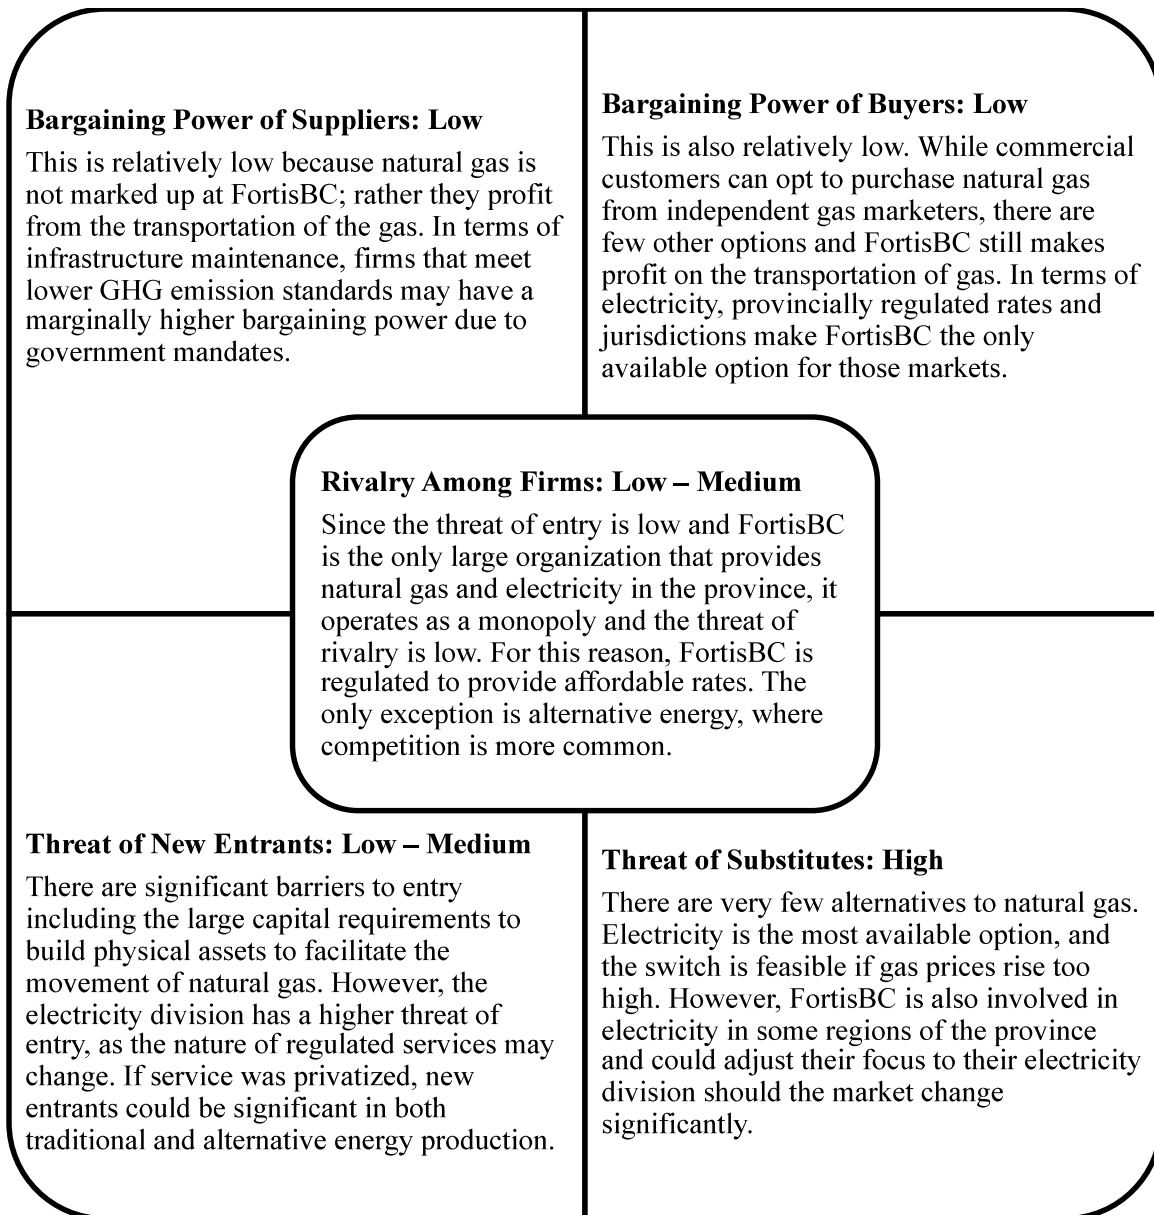 Bargaining Power of Suppliers: Low
This is relatively low because natural gas is
not marked up at FortisBC; rather they profit
from the transportation of the gas. In terms of
infrastructure maintenance, firms that meet
lower GHG emission standards may have a
marginally higher bargaining power due to
government mandates.
Bargaining Power of Buyers: Low
This is also relatively low. While commercial
customers can opt to purchase natural gas
from independent gas marketers, there are
few other options and FortisBC still makes
profit on the transportation of gas. In terms of
electricity, provincially regulated rates and
jurisdictions make FortisBC the only
available option for those markets.
Rivalry Among Firms: Low – Medium
Since the threat of entry is low and FortisBC
is the only large organization that provides
natural gas and electricity in the province, it
operates as a monopoly and the threat of
rivalry is low. For this reason, FortisBC is
regulated to provide affordable rates. The
only exception is alternative energy, where
competition is more common.
Threat of New Entrants: Low – Medium
There are significant barriers to entry
including the large capital requirements to
build physical assets to facilitate the
movement of natural gas. However, the
electricity division has a higher threat of
entry, as the nature of regulated services may
change. If service was privatized, new
entrants could be significant in both
traditional and alternative energy production.
Threat of Substitutes: High
There are very few alternatives to natural gas.
Electricity is the most available option, and
the switch is feasible if gas prices rise too
high. However, FortisBC is also involved in
electricity in some regions of the province
and could adjust their focus to their electricity
division should the market change
significantly.